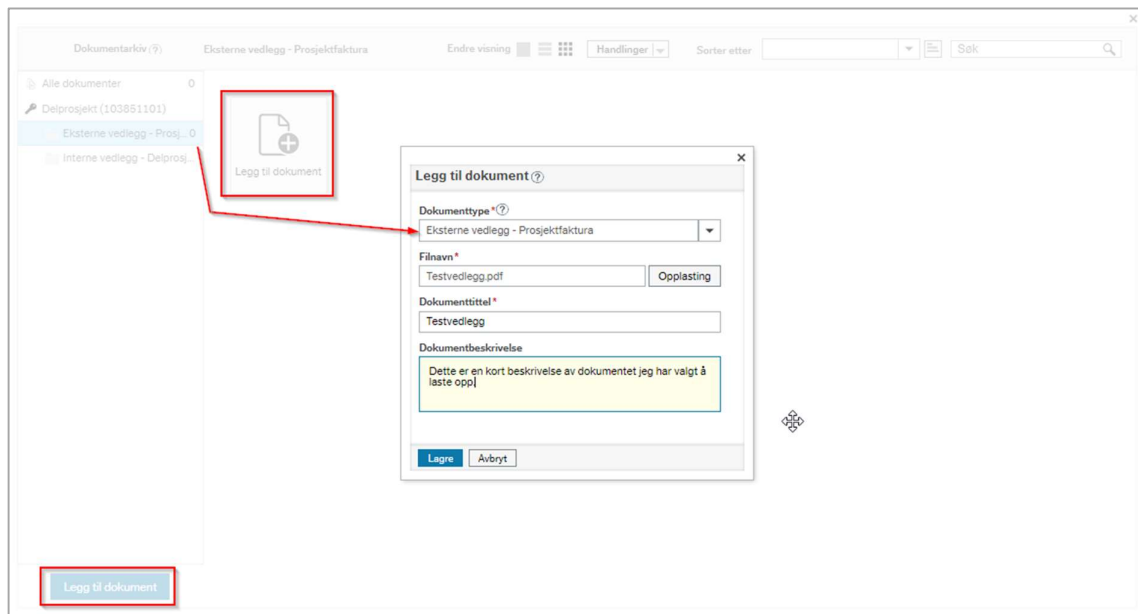 Dokumentarkiv
Eksterne vedlegg - Prosjektfaktura
Endre visning
Handlinger
Sorter etter
Søk
Alle dokumenter 0
Delprosjekt (103851101)
Eksterne vedlegg - Prosj... 0
Interne vedlegg - Delprosj...
Legg til dokument
Legg til dokument
Dokumenttype *
Eksterne vedlegg - Prosjektfaktura
Filnavn *
Testvedlegg.pdf Opplasting
Dokumenttittel *
Testvedlegg
Dokumentbeskrivelse
Dette er en kort beskrivelse av dokumentet jeg har valgt å
laste opp
Lagre Avbryt
Legg til dokument